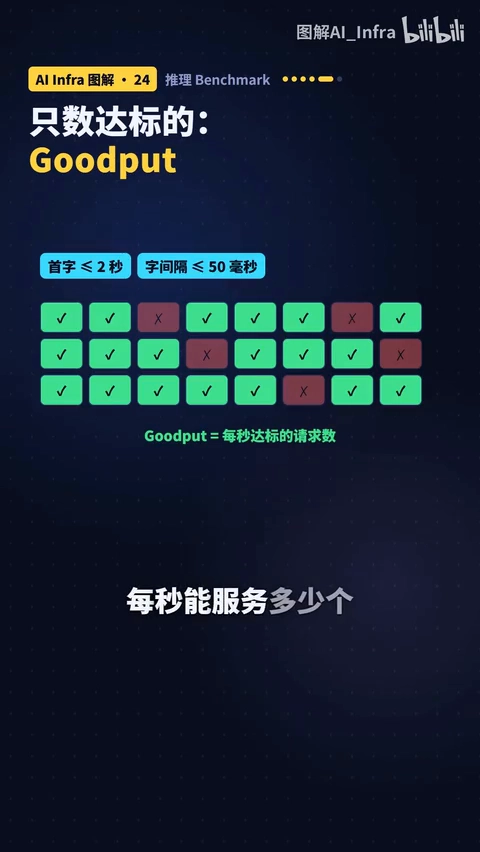 图解AI_Infra bilibili
AI Infra 图解 · 24 推理 Benchmark
只数达标的：
Goodput
首字 ≤ 2 秒 字间隔 ≤ 50 毫秒
✓ ✓ ✗ ✓ ✓ ✓ ✗ ✓
✓ ✓ ✓ ✗ ✓ ✓ ✓ ✗
✓ ✓ ✓ ✓ ✓ ✗ ✓ ✓
Goodput = 每秒达标的请求数
每秒能服务多少个